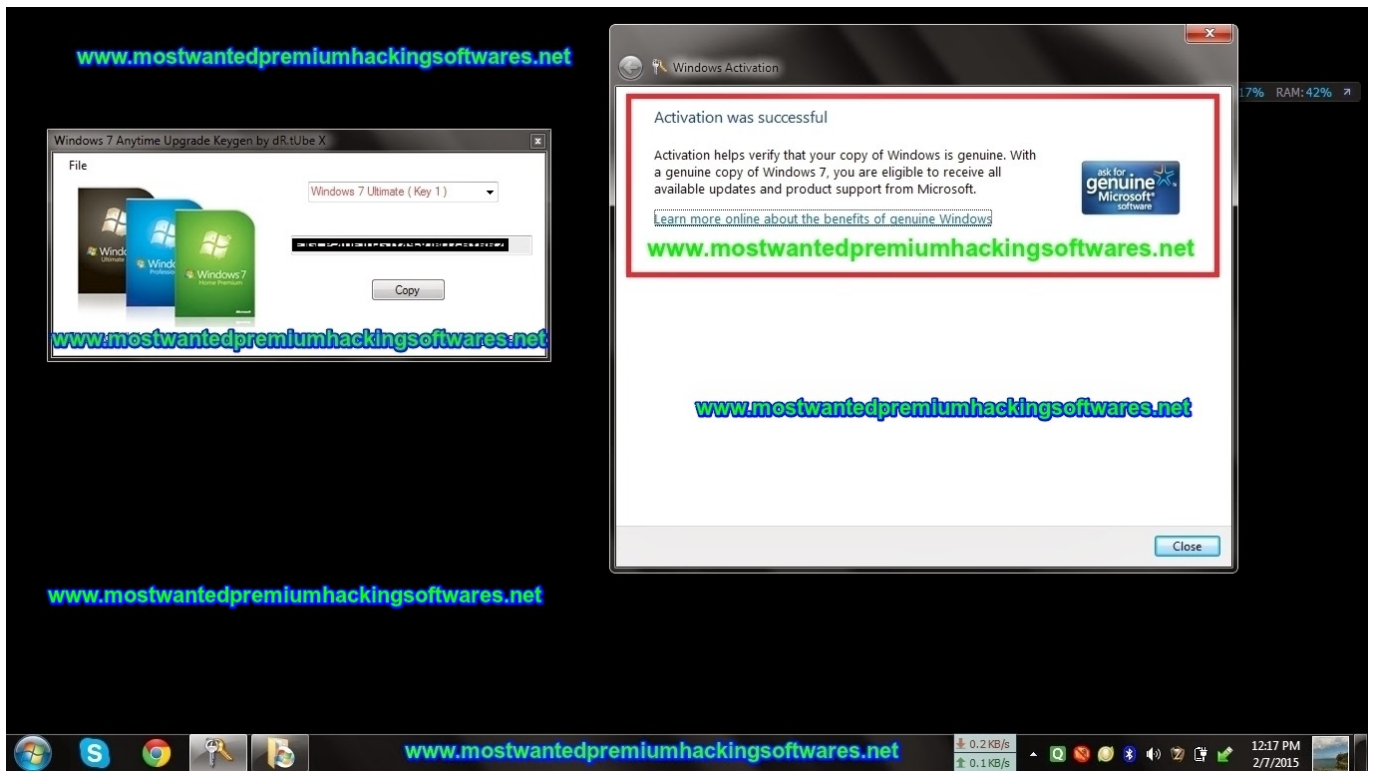 www.mostwantedpremiumhackingsoftwares.net
Windows Activation
17% RAM:42%
Activation was successful
Activation helps verify that your copy of Windows is genuine. With
a genuine copy of Windows 7, you are eligible to receive all
available updates and product support from Microsoft.
ask for
genuine
Microsoft®
software
Learn more online about the benefits of genuine Windows
www.mostwantedpremiumhackingsoftwares.net
Windows 7 Anytime Upgrade Keygen by dR.tUbe X
File
Windows 7 Ultimate ( Key 1 )
Windows 7
Home Premium
Copy
www.mostwantedpremiumhackingsoftwares.net
www.mostwantedpremiumhackingsoftwares.net
Close
www.mostwantedpremiumhackingsoftwares.net
www.mostwantedpremiumhackingsoftwares.net
0.2 KB/s
0.1 KB/s
12:17 PM
2/7/2015